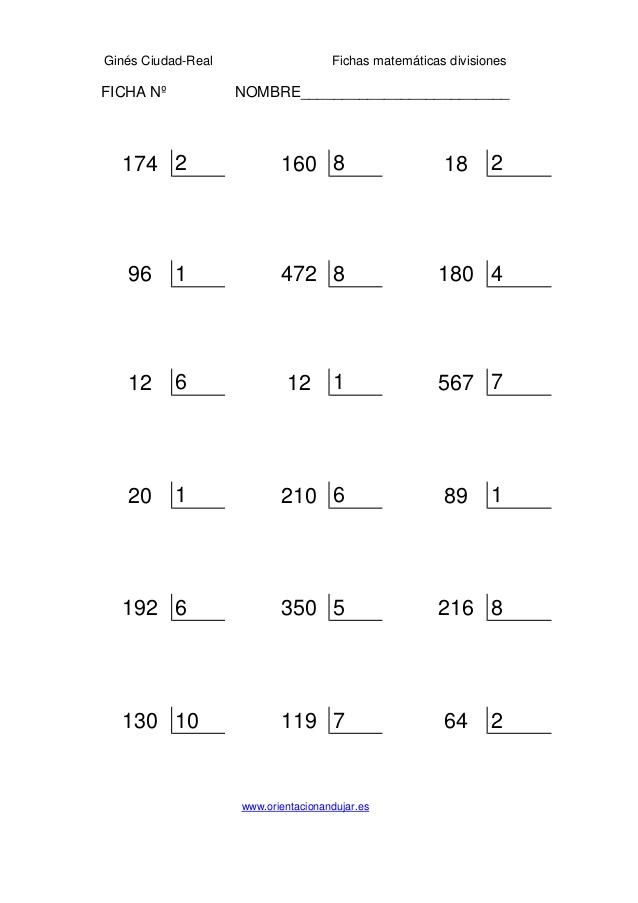 Ginés Ciudad-Real Fichas matemáticas divisiones
FICHA Nº NOMBRE__________________________
174 2 160 8 18 2
96 1 472 8 180 4
12 6 12 1 567 7
20 1 210 6 89 1
192 6 350 5 216 8
130 10 119 7 64 2
www.orientacionandujar.es